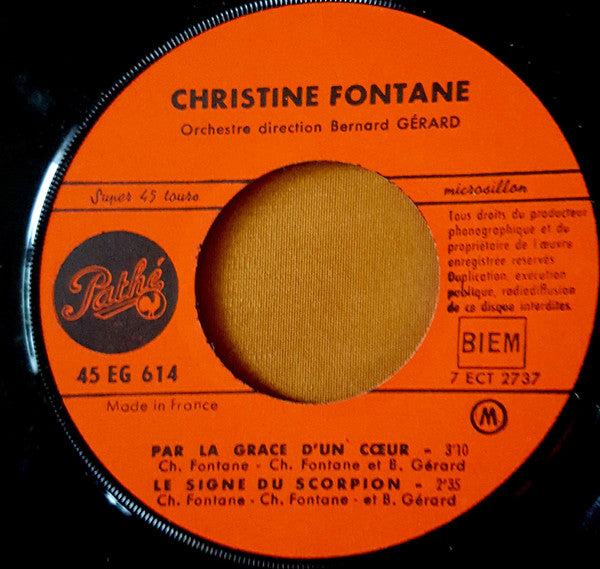 CHRISTINE FONTANE
Orchestre direction Bernard GÉRARD
Super 45 tours
microsillon
Tous droits du producteur
phonographique et du
propriétaire de l'œuvre
enregistrée reservés
Duplication, exécution
publique, radiodiffusion
de ce disque interdites.
Pathé
45 EG 614
BIEM
7 ECT 2737
Made in France
M
PAR LA GRACE D'UN CŒUR - 3'10
Ch. Fontane - Ch. Fontane et B. Gérard
LE SIGNE DU SCORPION - 2'35
Ch. Fontane - Ch. Fontane - et B. Gérard